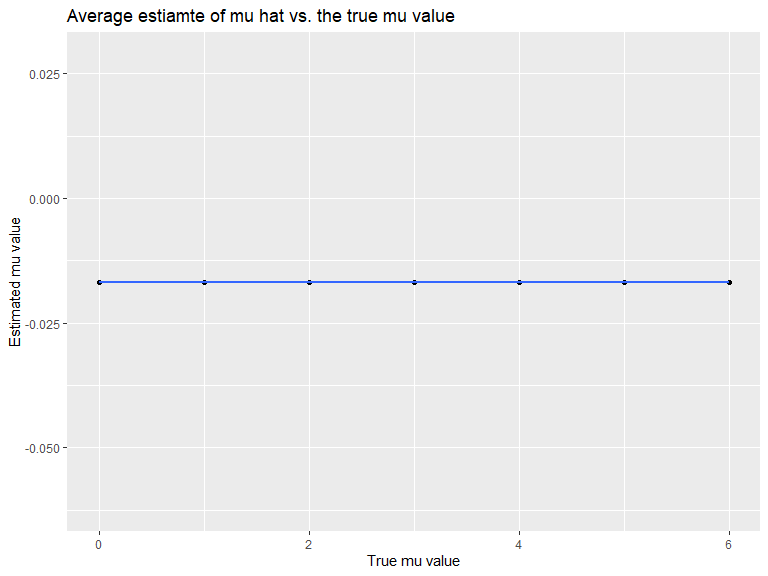 Average estiamte of mu hat vs. the true mu value
Estimated mu value
0.025
0.000
-0.025
-0.050
0
2
4
6
True mu value